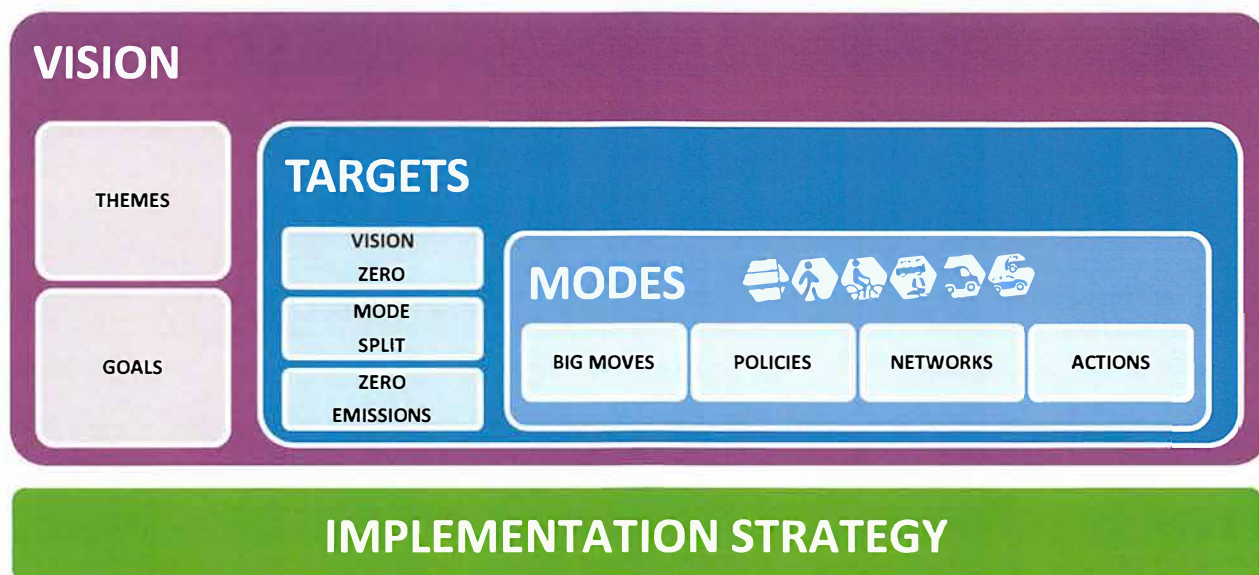 VISION
THEMES
GOALS
TARGETS
VISION
ZERO
MODE
SPLIT
ZERO
EMISSIONS
MODES
BIG MOVES
POLICIES
NETWORKS
ACTIONS
IMPLEMENTATION STRATEGY